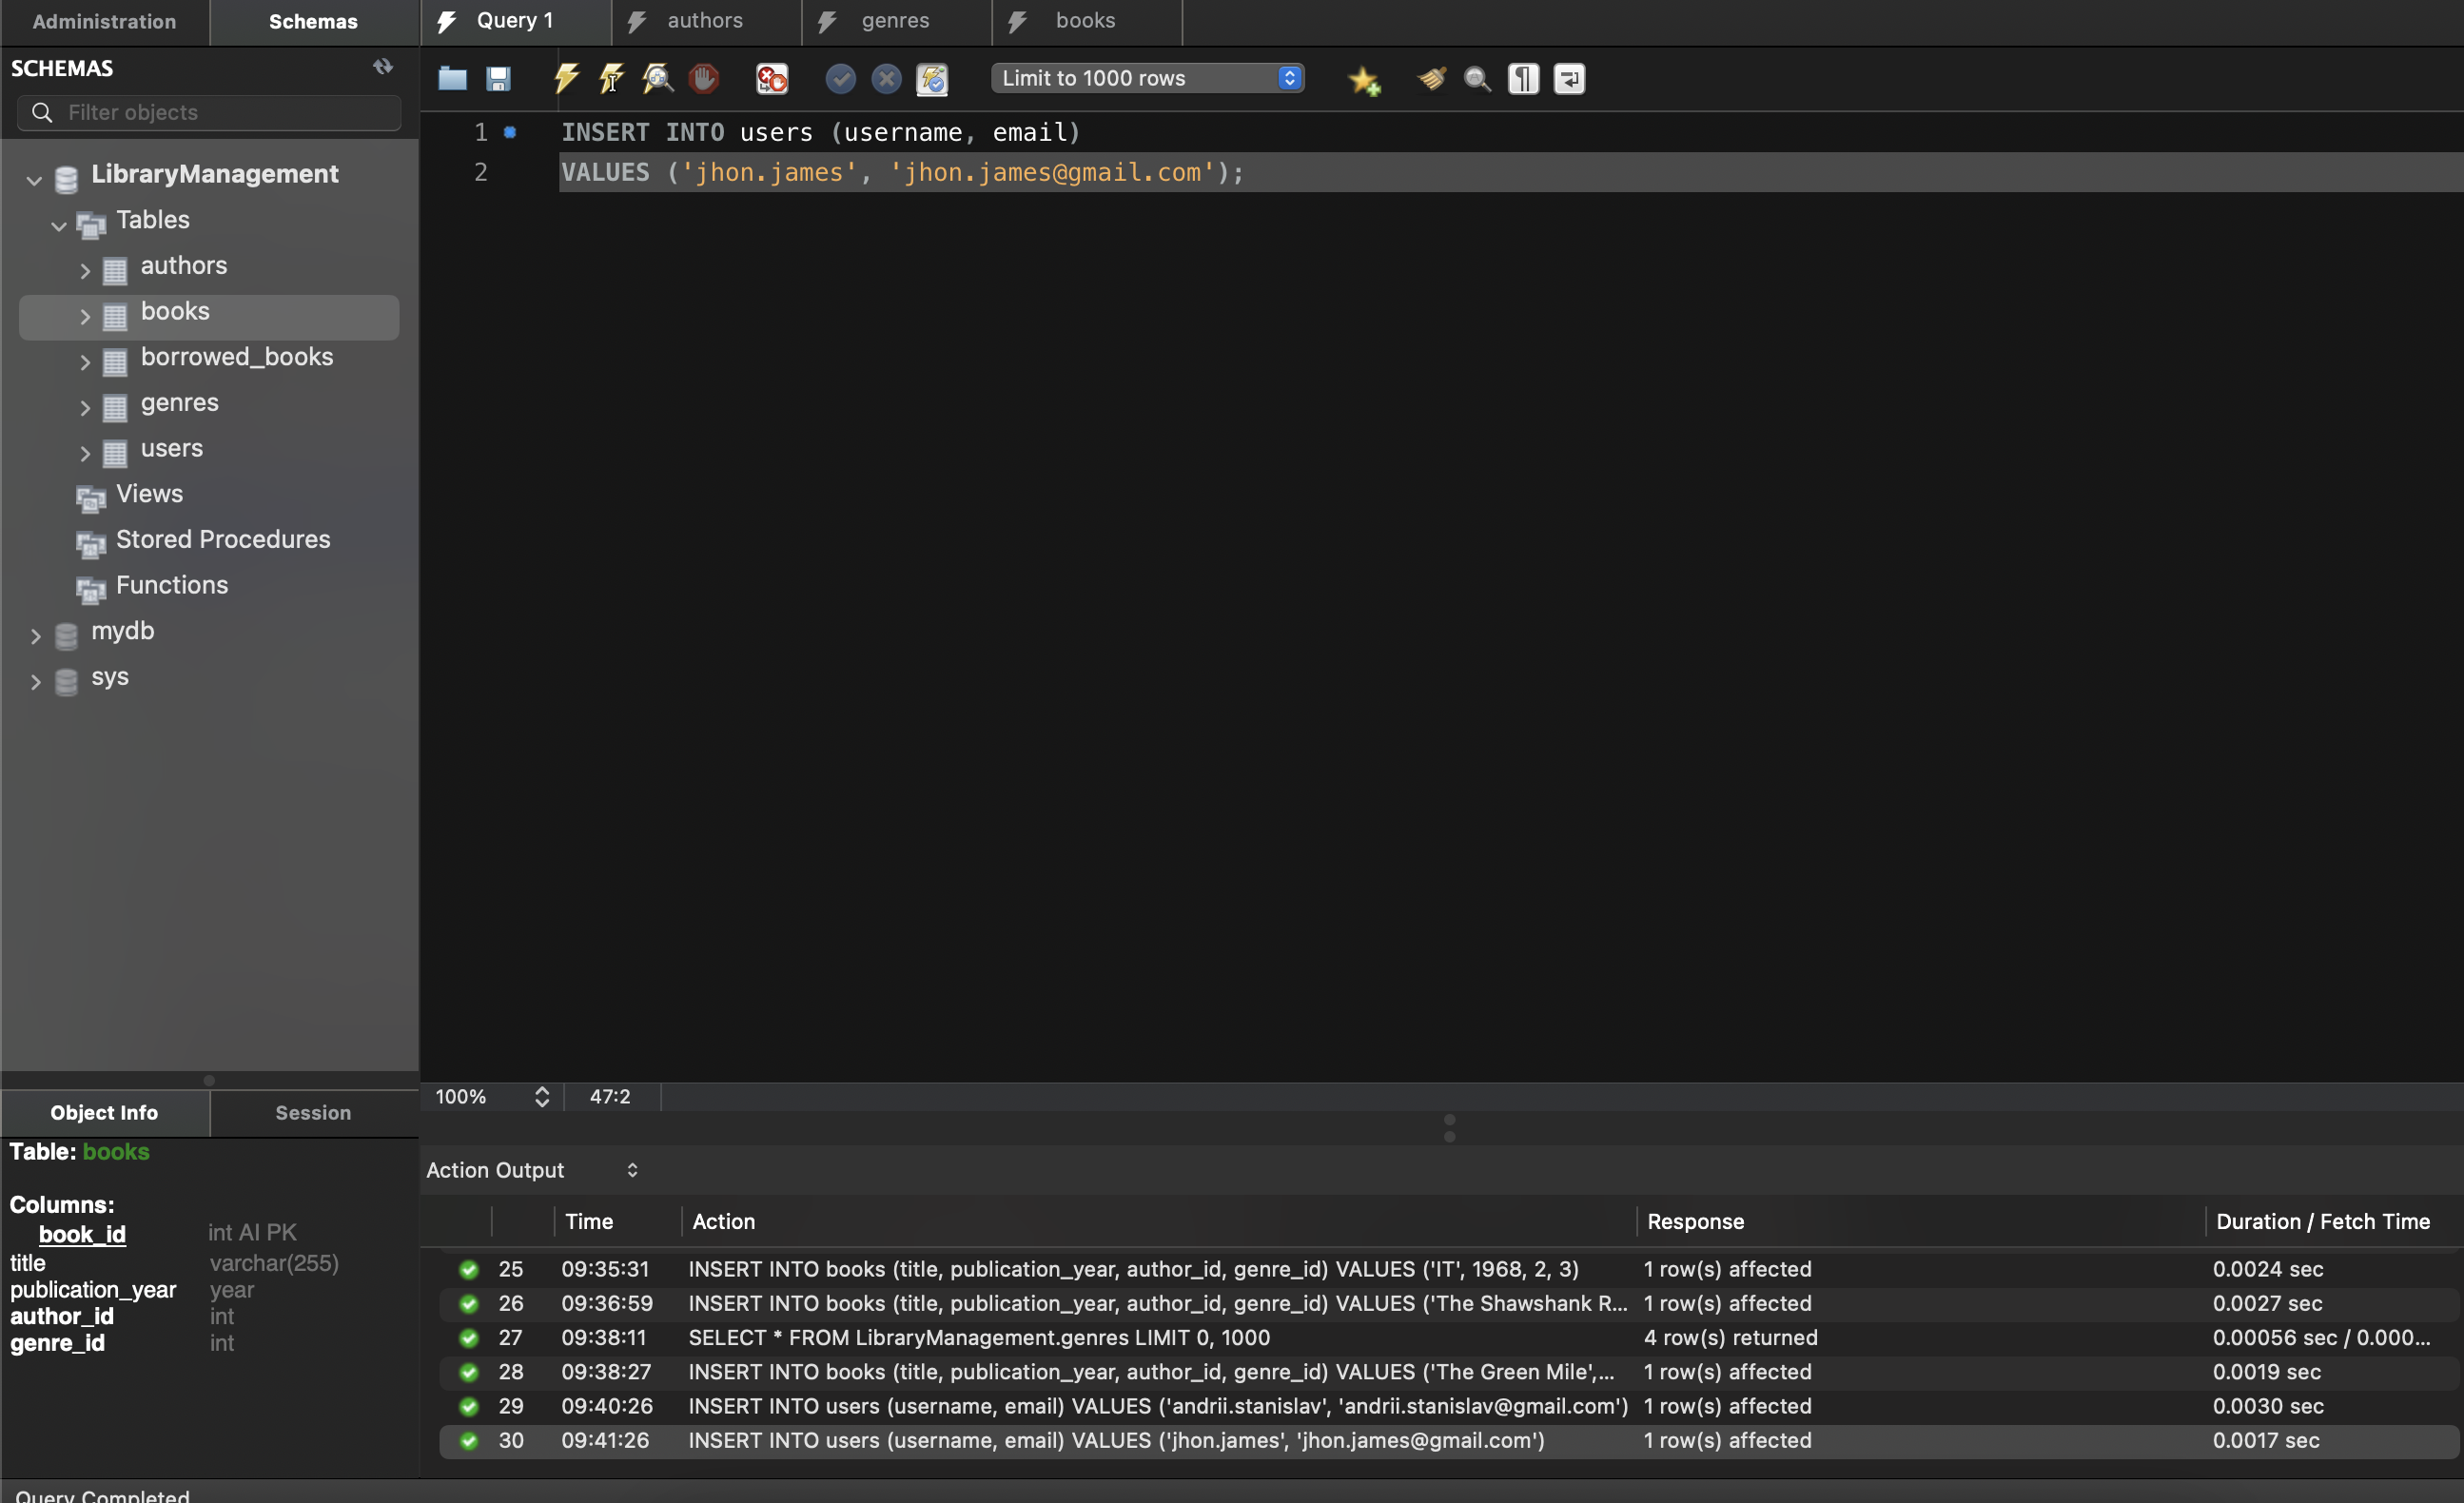 Administration Schemas
Query 1 authors genres books
SCHEMAS
Filter objects
Limit to 1000 rows
1 INSERT INTO users (username, email)
2 VALUES ('jhon.james', 'jhon.james@gmail.com');
LibraryManagement
Tables
authors
books
borrowed_books
genres
users
Views
Stored Procedures
Functions
mydb
sys
100% 47:2
Object Info Session
Table: books
Columns:
book_id int AI PK
title varchar(255)
publication_year year
author_id int
genre_id int
Action Output
Time Action Response Duration / Fetch Time
25 09:35:31 INSERT INTO books (title, publication_year, author_id, genre_id) VALUES ('IT', 1968, 2, 3) 1 row(s) affected 0.0024 sec
26 09:36:59 INSERT INTO books (title, publication_year, author_id, genre_id) VALUES ('The Shawshank R... 1 row(s) affected 0.0027 sec
27 09:38:11 SELECT * FROM LibraryManagement.genres LIMIT 0, 1000 4 row(s) returned 0.00056 sec / 0.000...
28 09:38:27 INSERT INTO books (title, publication_year, author_id, genre_id) VALUES ('The Green Mile',... 1 row(s) affected 0.0019 sec
29 09:40:26 INSERT INTO users (username, email) VALUES ('andrii.stanislav', 'andrii.stanislav@gmail.com') 1 row(s) affected 0.0030 sec
30 09:41:26 INSERT INTO users (username, email) VALUES ('jhon.james', 'jhon.james@gmail.com') 1 row(s) affected 0.0017 sec
Query Completed